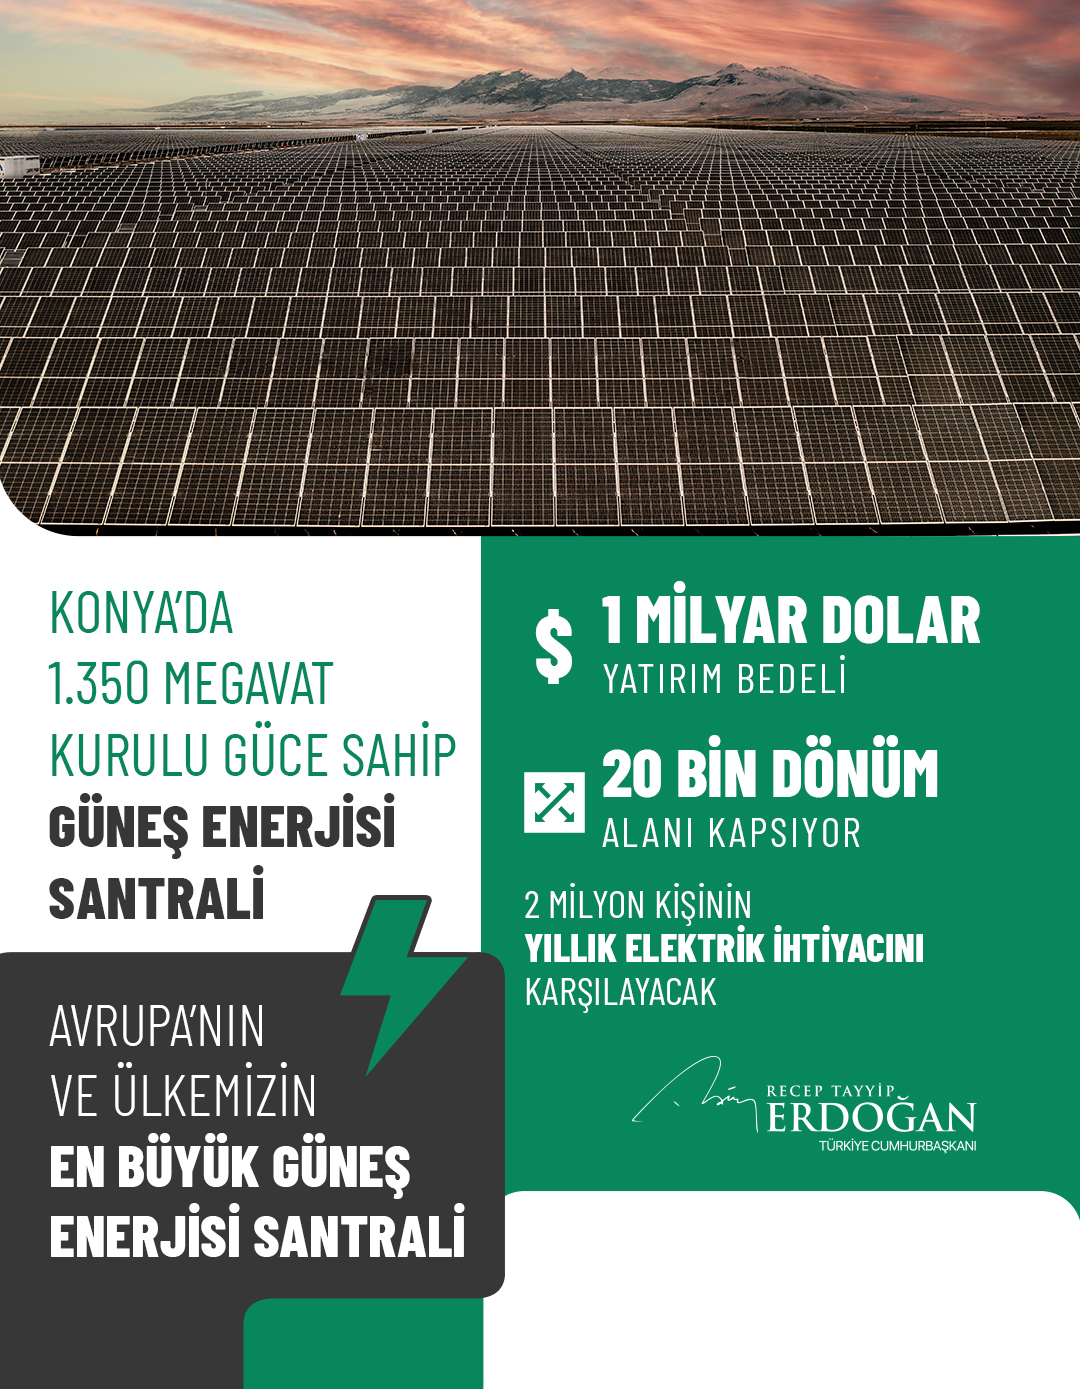 KONYA'DA
1.350 MEGAVAT
KURULU GÜCE SAHİP
GÜNEŞ ENERJİSİ
SANTRALİ
AVRUPA'NIN
VE ÜLKEMİZİN
EN BÜYÜK GÜNEŞ
ENERJİSİ SANTRALİ
$
1 MİLYAR DOLAR
YATIRIM BEDELİ
20 BİN DÖNÜM
ALANI KAPSIYOR
2 MİLYON KİŞİNİN
YILLIK ELEKTRİK İHTİYACINI
KARŞILAYACAK
RECEP TAYYİP
ERDOĞAN
TÜRKİYE CUMHURBAŞKANI